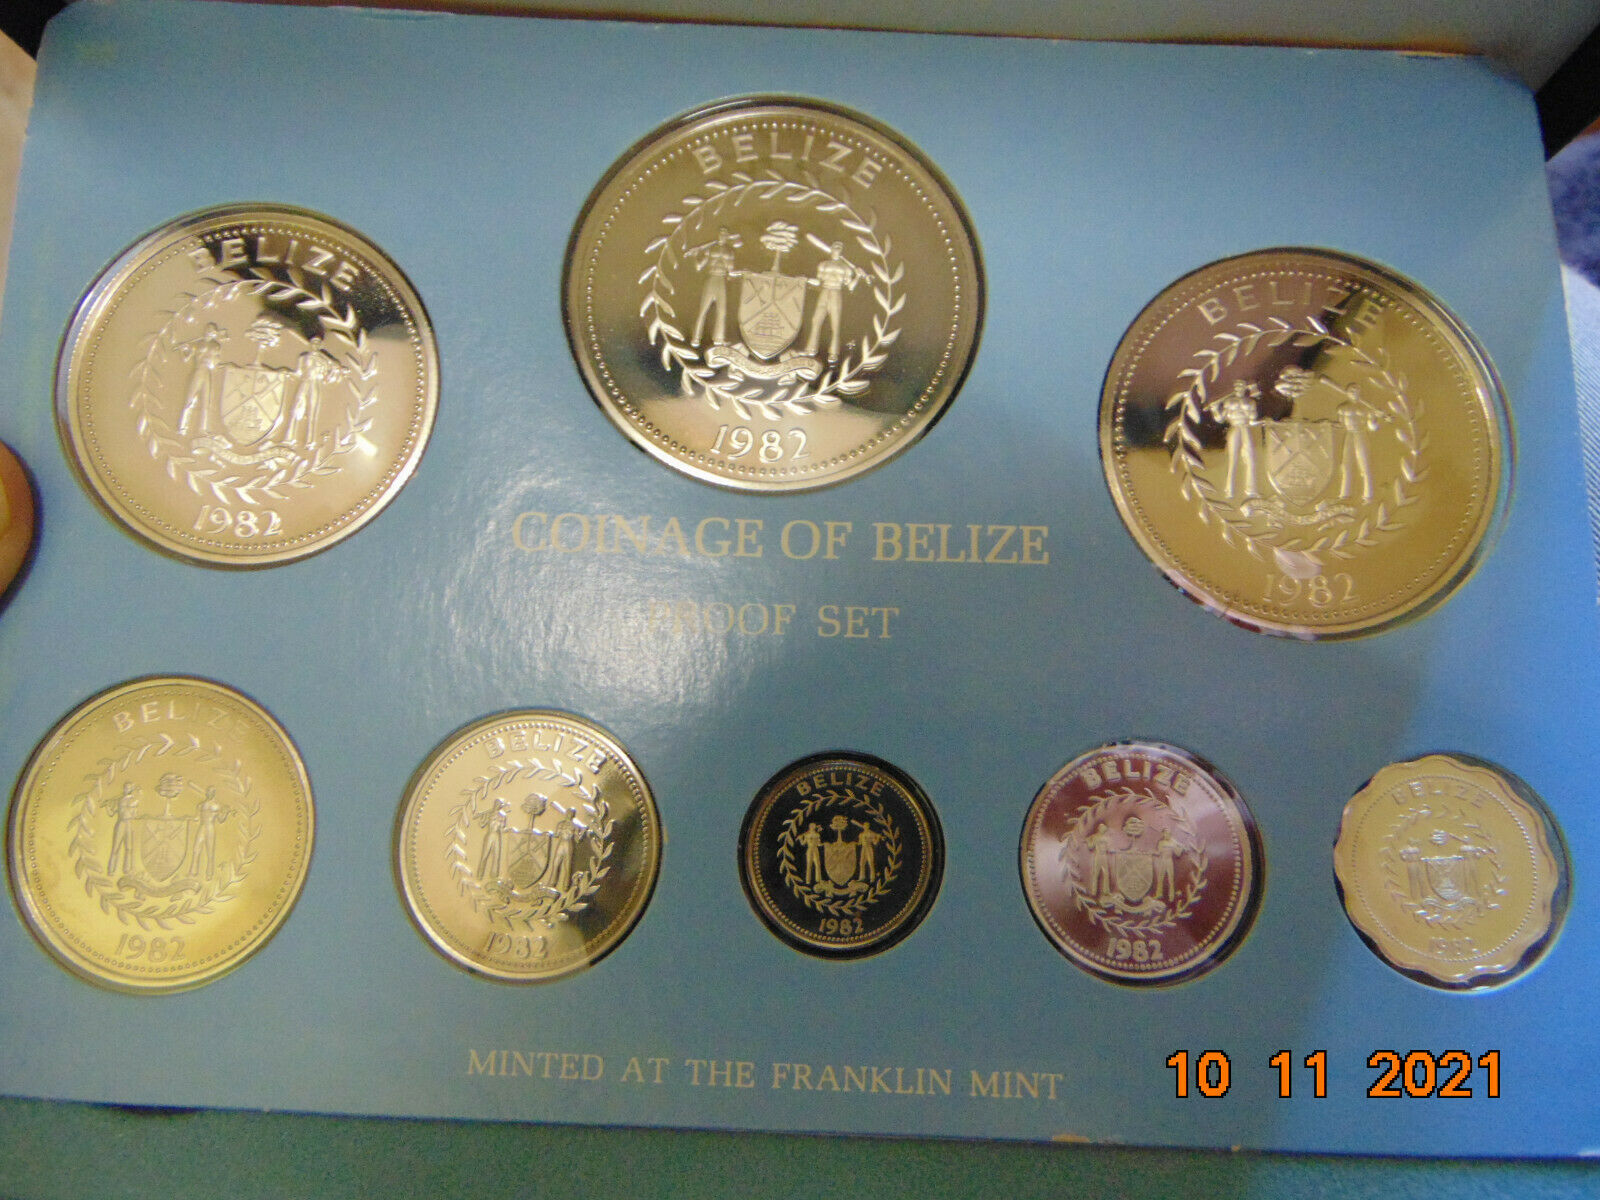 BELIZE
1982
BELIZE
1982
BELIZE
1982
COINAGE OF BELIZE
PROOF SET
BELIZE
1982
BELIZE
1982
BELIZE
1982
BELIZE
1982
BELIZE
1982
MINTED AT THE FRANKLIN MINT
10 11 2021